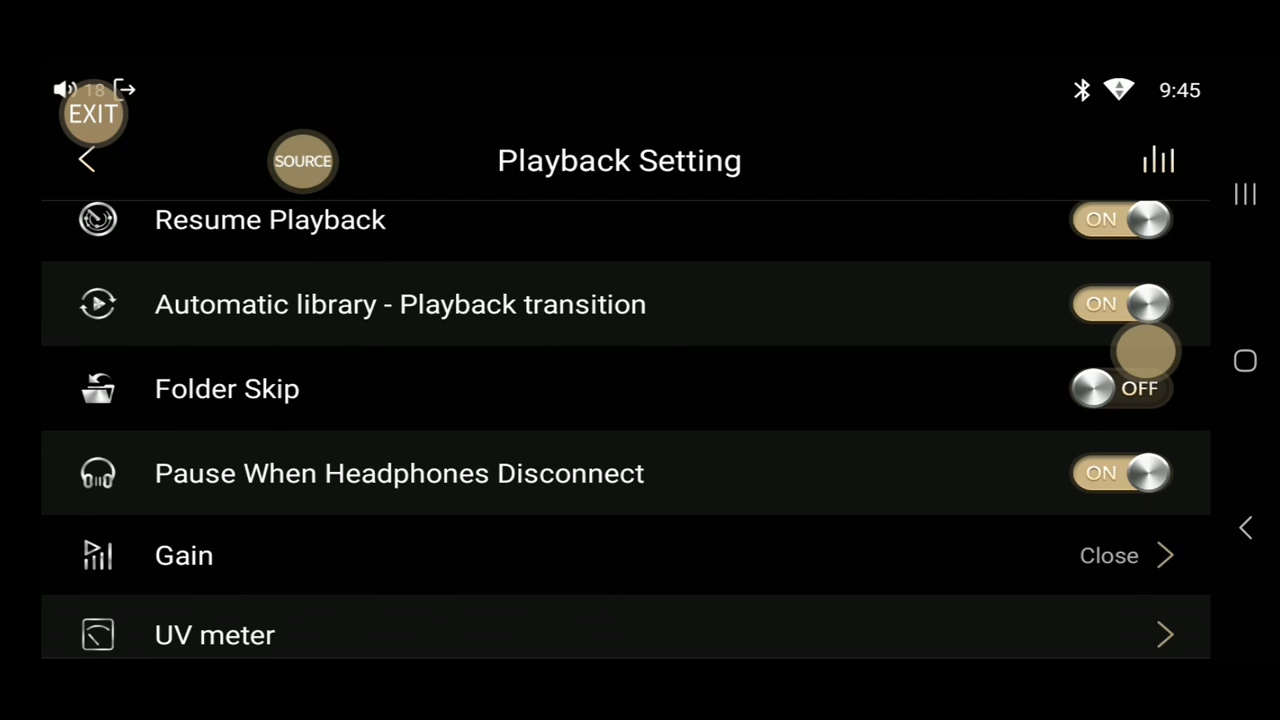 18
9:45
EXIT
SOURCE
Playback Setting
Resume Playback
ON
Automatic library - Playback transition
ON
Folder Skip
OFF
Pause When Headphones Disconnect
ON
Gain
Close
UV meter